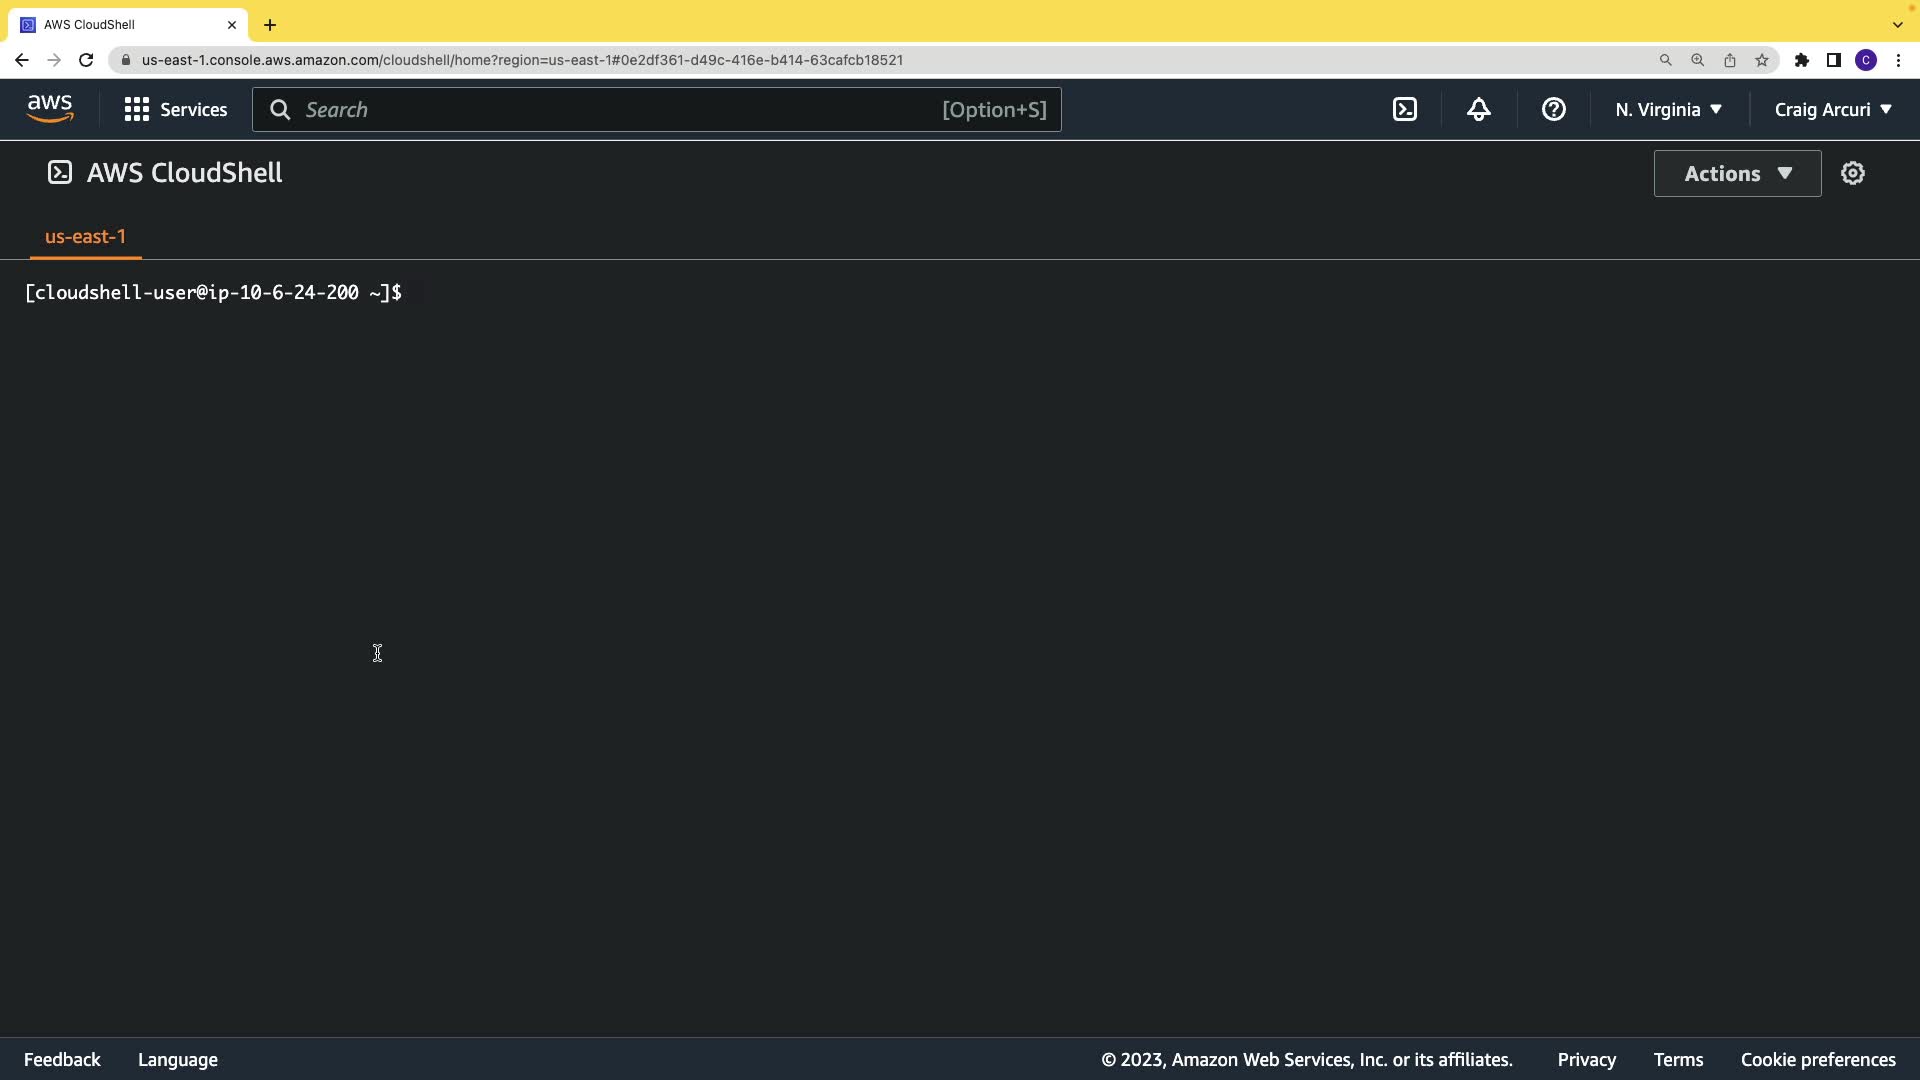 AWS CloudShell
us-east-1.console.aws.amazon.com/cloudshell/home?region=us-east-1#0e2df361-d49c-416e-b414-63cafcb18521
C
aws
Services
Search
[Option+S]
N. Virginia
Craig Arcuri
AWS CloudShell
Actions
us-east-1
[cloudshell-user@ip-10-6-24-200 ~]$
Feedback
Language
© 2023, Amazon Web Services, Inc. or its affiliates.
Privacy
Terms
Cookie preferences